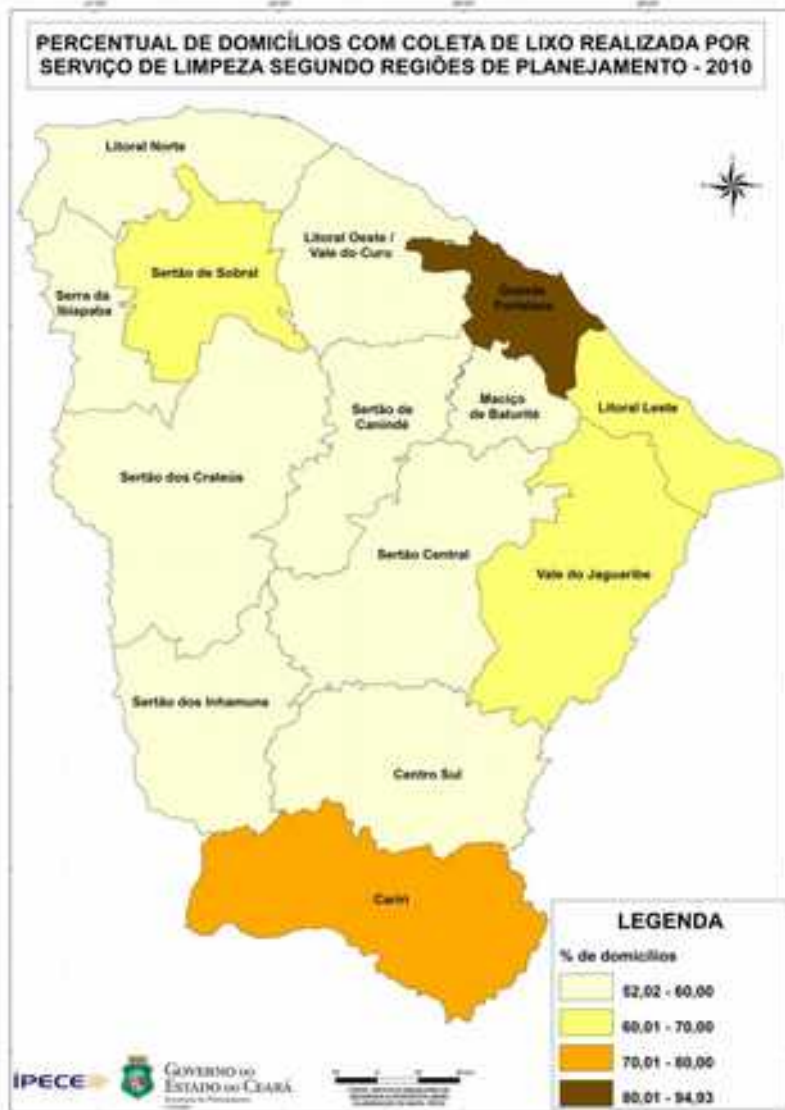 PERCENTUAL DE DOMICÍLIOS COM COLETA DE LIXO REALIZADA POR
SERVIÇO DE LIMPEZA SEGUNDO REGIÕES DE PLANEJAMENTO - 2010
Litoral Norte
Litoral Oeste /
Vale do Curu
Sertão de Sobral
Serra da
Ibiapaba
Grande
Fortaleza
Sertão de
Canindé
Maciço
de Baturité
Litoral Leste
Sertão dos Crateús
Sertão Central
Vale do Jaguaribe
Sertão dos Inhamuns
Centro Sul
Cariri
LEGENDA
% de domicílios
52,02 - 60,00
60,01 - 70,00
70,01 - 80,00
80,01 - 94,93
IPECE
GOVERNO DO
ESTADO DO CEARÁ